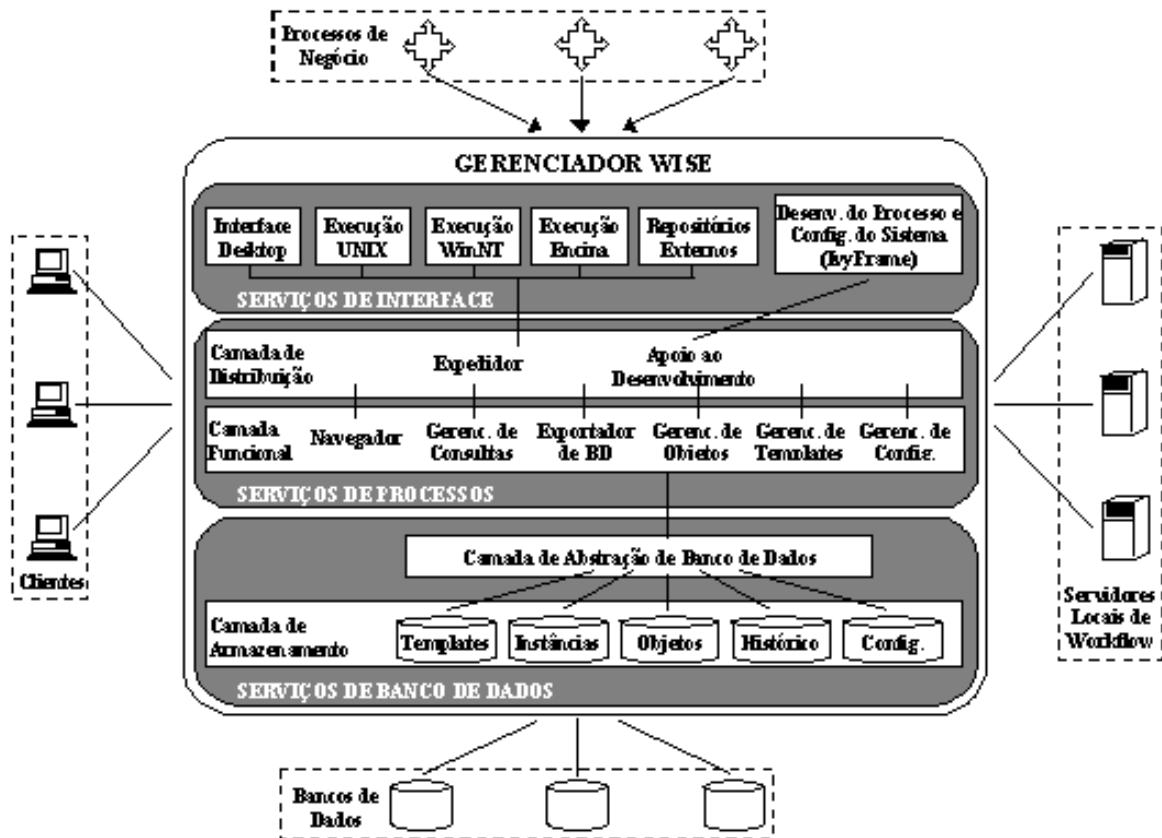 Processos de
Negócio
GERENCIADOR WISE
Interface
Desktop
Execução
UNIX
Execução
WinNT
Execução
Encina
Repositórios
Externos
Desenv. do Processo e
Config. do Sistema
(IvyFrame)
SERVIÇOS DE INTERFACE
Camada de
Distribuição
Expedidor
Apoio ao
Desenvolvimento
Camada
Funcional
Navegador
Gerenc. de
Consultas
Exportador
de BD
Gerenc. de
Objetos
Gerenc. de
Templates
Gerenc. de
Config.
SERVIÇOS DE PROCESSOS
Camada de Abstração de Banco de Dados
Camada de
Armazenamento
Templates
Instâncias
Objetos
Histórico
Config.
SERVIÇOS DE BANCO DE DADOS
Clientes
Servidores
Locais de
Workflow
Bancos de
Dados